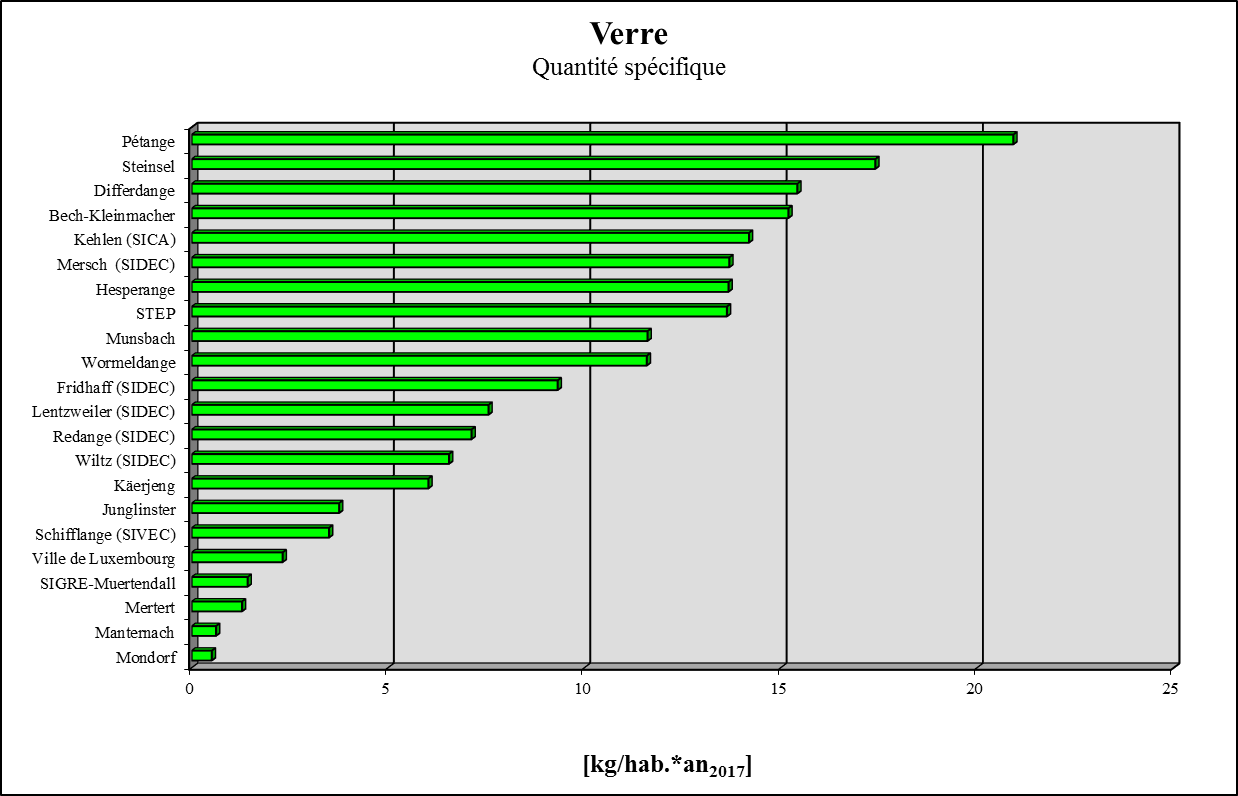 Verre
Quantité spécifique
Pétange
Steinsel
Differdange
Bech-Kleinmacher
Kehlen (SICA)
Mersch  (SIDEC)
Hesperange
STEP
Munsbach
Wormeldange
Fridhaff (SIDEC)
Lentzweiler (SIDEC)
Redange (SIDEC)
Wiltz (SIDEC)
Käerjeng
Junglinster
Schifflange (SIVEC)
Ville de Luxembourg
SIGRE-Muertendall
Mertert
Manternach
Mondorf
0 5 10 15 20 25
[kg/hab.*an2017]